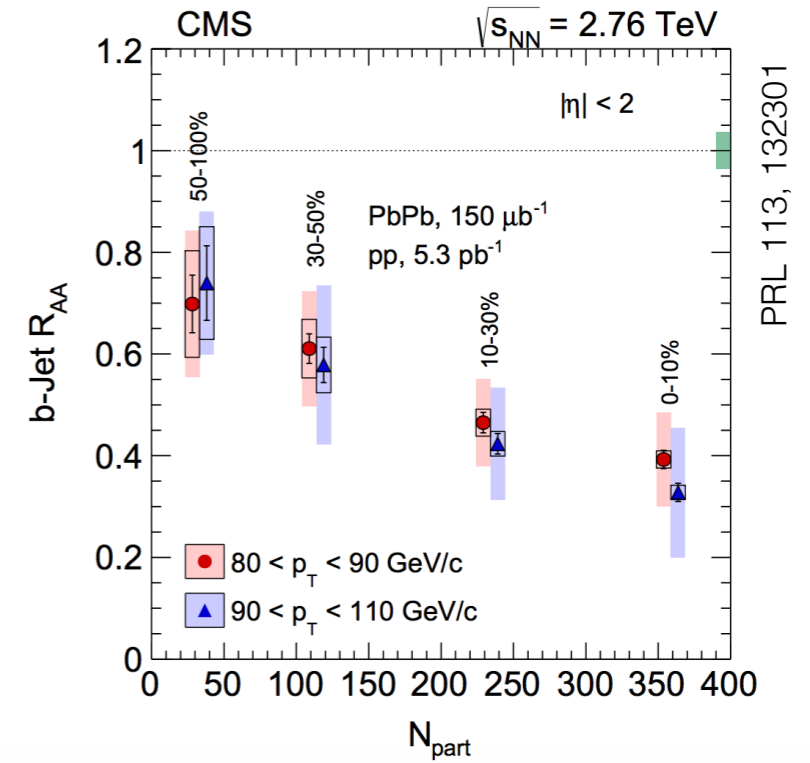 CMS
√s_NN = 2.76 TeV
|η| < 2
50-100%
30-50%
10-30%
0-10%
PbPb, 150 μb⁻¹
pp, 5.3 pb⁻¹
80 < p_T < 90 GeV/c
90 < p_T < 110 GeV/c
b-Jet R_AA
1.2
1
0.8
0.6
0.4
0.2
0
0 50 100 150 200 250 300 350 400
N_part
PRL 113, 132301